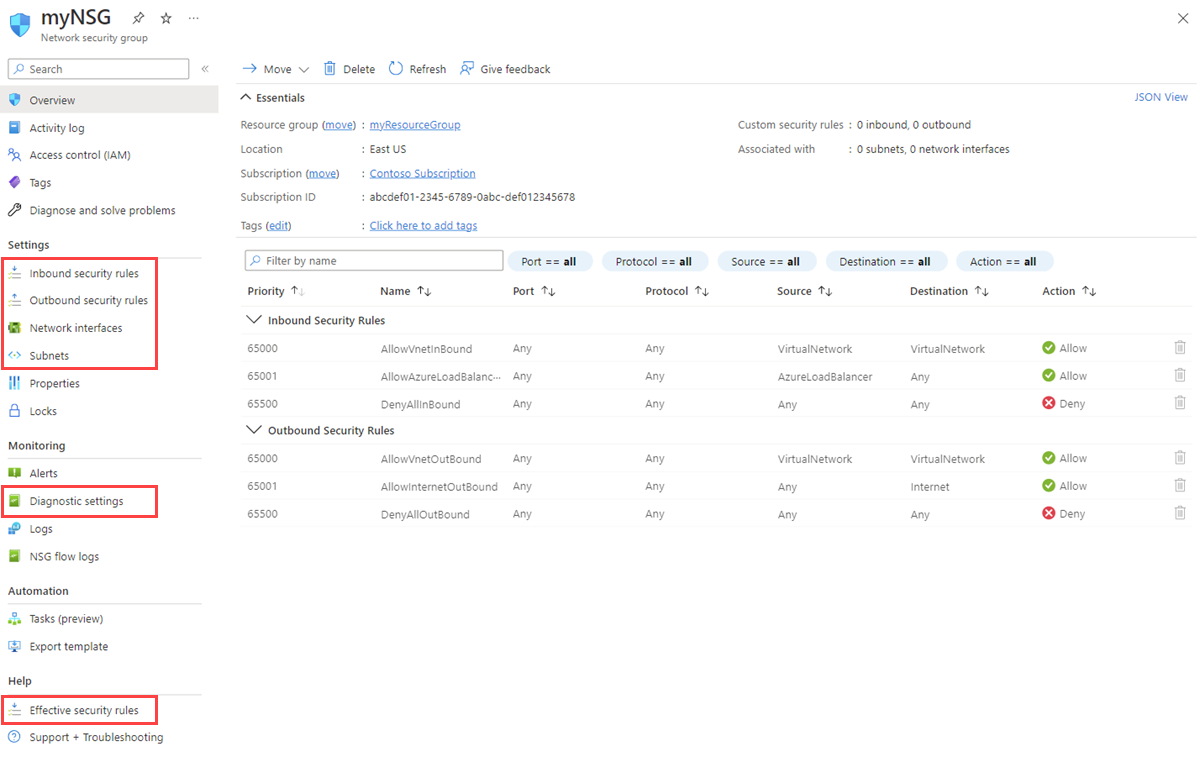 myNSG ...
Network security group
Search «
Overview
Activity log
Access control (IAM)
Tags
Diagnose and solve problems
Settings
Inbound security rules
Outbound security rules
Network interfaces
Subnets
Properties
Locks
Monitoring
Alerts
Diagnostic settings
Logs
NSG flow logs
Automation
Tasks (preview)
Export template
Help
Effective security rules
Support + Troubleshooting
Move Delete Refresh Give feedback
Essentials JSON View
Resource group (move) : myResourceGroup
Location : East US
Subscription (move) : Contoso Subscription
Subscription ID : abcdef01-2345-6789-0abc-def012345678
Tags (edit) : Click here to add tags
Custom security rules : 0 inbound, 0 outbound
Associated with : 0 subnets, 0 network interfaces
Filter by name Port == all Protocol == all Source == all Destination == all Action == all
Priority ↑↓ Name ↑↓ Port ↑↓ Protocol ↑↓ Source ↑↓ Destination ↑↓ Action ↑↓
Inbound Security Rules
65000 AllowVnetInBound Any Any VirtualNetwork VirtualNetwork Allow
65001 AllowAzureLoadBalanc... Any Any AzureLoadBalancer Any Allow
65500 DenyAllInBound Any Any Any Any Deny
Outbound Security Rules
65000 AllowVnetOutBound Any Any VirtualNetwork VirtualNetwork Allow
65001 AllowInternetOutBound Any Any Any Internet Allow
65500 DenyAllOutBound Any Any Any Any Deny